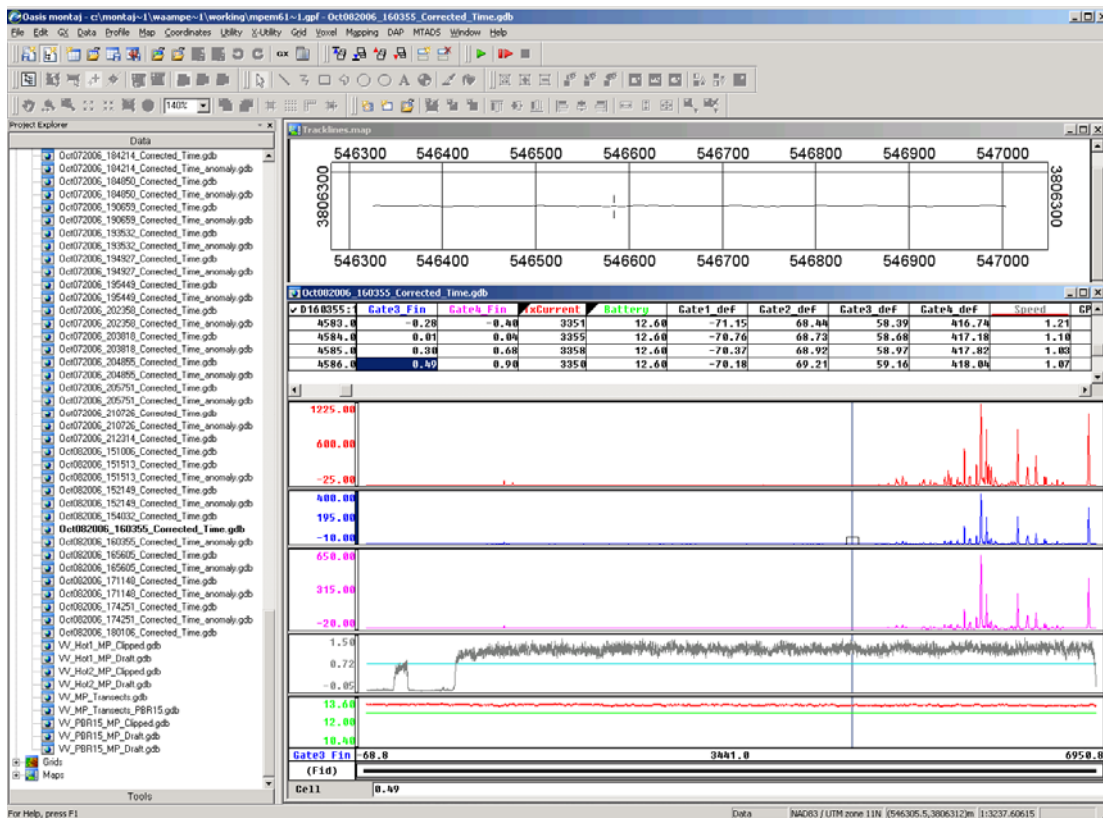 Oasis montaj - c:\montaj~1\waampe~1\working\mpem61~1.gpf - Oct082006_160355_Corrected_Time.gdb
File Edit GX Data Profile Map Coordinates Utility X-Utility Grid Voxel Mapping DAP MTADS Window Help
GX
A
140%
Project Explorer
Data
Oct072006_184214_Corrected_Time.gdb
Oct072006_184214_Corrected_Time_anomaly.gdb
Oct072006_184850_Corrected_Time.gdb
Oct072006_184850_Corrected_Time_anomaly.gdb
Oct072006_190659_Corrected_Time.gdb
Oct072006_190659_Corrected_Time_anomaly.gdb
Oct072006_193532_Corrected_Time.gdb
Oct072006_193532_Corrected_Time_anomaly.gdb
Oct072006_194927_Corrected_Time.gdb
Oct072006_194927_Corrected_Time_anomaly.gdb
Oct072006_195449_Corrected_Time.gdb
Oct072006_195449_Corrected_Time_anomaly.gdb
Oct072006_202358_Corrected_Time.gdb
Oct072006_202358_Corrected_Time_anomaly.gdb
Oct072006_203818_Corrected_Time.gdb
Oct072006_203818_Corrected_Time_anomaly.gdb
Oct072006_204855_Corrected_Time.gdb
Oct072006_204855_Corrected_Time_anomaly.gdb
Oct072006_205751_Corrected_Time.gdb
Oct072006_205751_Corrected_Time_anomaly.gdb
Oct072006_210726_Corrected_Time.gdb
Oct072006_210726_Corrected_Time_anomaly.gdb
Oct072006_212314_Corrected_Time.gdb
Oct082006_151006_Corrected_Time.gdb
Oct082006_151513_Corrected_Time.gdb
Oct082006_151513_Corrected_Time_anomaly.gdb
Oct082006_152149_Corrected_Time.gdb
Oct082006_152149_Corrected_Time_anomaly.gdb
Oct082006_154032_Corrected_Time.gdb
Oct082006_160355_Corrected_Time.gdb
Oct082006_160355_Corrected_Time_anomaly.gdb
Oct082006_165605_Corrected_Time.gdb
Oct082006_165605_Corrected_Time_anomaly.gdb
Oct082006_171148_Corrected_Time.gdb
Oct082006_171148_Corrected_Time_anomaly.gdb
Oct082006_174251_Corrected_Time.gdb
Oct082006_174251_Corrected_Time_anomaly.gdb
Oct082006_180106_Corrected_Time.gdb
VV_Hot1_MP_Clipped.gdb
VV_Hot1_MP_Draft.gdb
VV_Hot2_MP_Clipped.gdb
VV_Hot2_MP_Draft.gdb
VV_MP_Transects.gdb
VV_MP_Transects_PBR15.gdb
VV_PBR15_MP_Clipped.gdb
VV_PBR15_MP_Draft.gdb
Grids
Maps
Tools
Tracklines.map
546300 546400 546500 546600 546700 546800 546900 547000
3806300 3806300
546300 546400 546500 546600 546700 546800 546900 547000
Oct082006_160355_Corrected_Time.gdb
D160355:1 Gate3_Fin Gate4_Fin TxCurrent Battery Gate1_def Gate2_def Gate3_def Gate4_def Speed GP
4583.0 -0.28 -0.40 3351 12.60 -71.15 68.44 58.39 416.74 1.21
4584.0 0.01 0.04 3355 12.60 -70.76 68.73 58.68 417.18 1.10
4585.0 0.30 0.68 3358 12.60 -70.37 68.92 58.97 417.82 1.03
4586.0 0.49 0.90 3350 12.60 -70.18 69.21 59.16 418.04 1.07
1225.00
600.00
-25.00
400.00
195.00
-10.00
650.00
315.00
-20.00
1.50
0.72
-0.05
13.60
12.00
10.40
Gate3_Fin -68.8 3441.0 6950.8
(Fid)
Cell 0.49
For Help, press F1 Data NAD83 / UTM zone 11N (546305.5,3806312)m 1:3237.60615